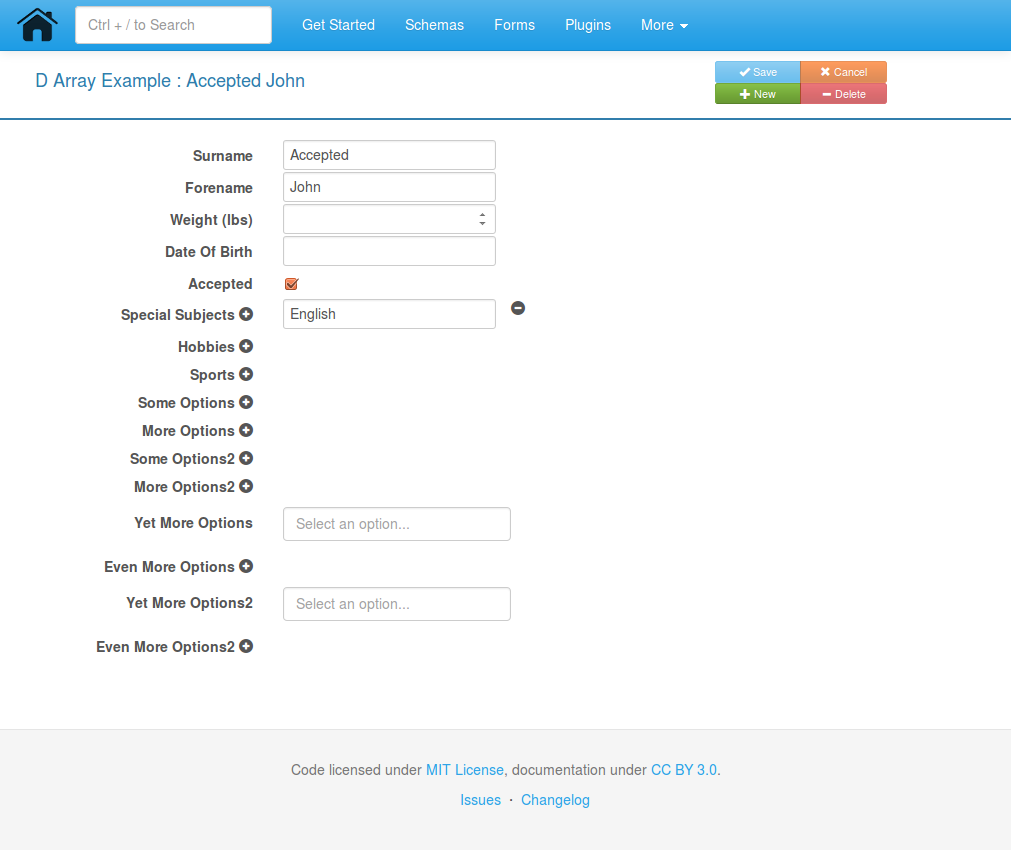 Ctrl + / to Search Get Started Schemas Forms Plugins More
D Array Example : Accepted John
Save Cancel
New Delete
Surname Accepted
Forename John
Weight (lbs)
Date Of Birth
Accepted
Special Subjects English
Hobbies
Sports
Some Options
More Options
Some Options2
More Options2
Yet More Options Select an option...
Even More Options
Yet More Options2 Select an option...
Even More Options2
Code licensed under MIT License, documentation under CC BY 3.0.
Issues · Changelog